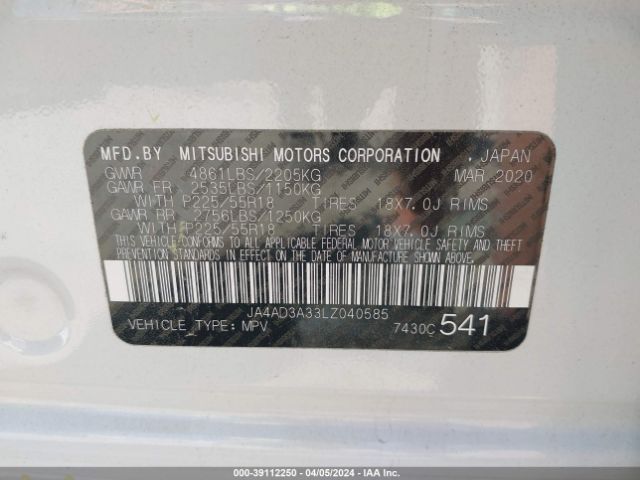 MFD.BY MITSUBISHI MOTORS CORPORATION . JAPAN
GVWR 4861LBS/2205KG MAR.2020
GAWR FR 2535LBS/1150KG
WITH P225/55R18 TIRES 18X7.0J RIMS
GAWR RR 2756LBS/1250KG
WITH P225/55R18 TIRES 18X7.0J RIMS
THIS VEHICLE CONFORMS TO ALL APPLICABLE FEDERAL MOTOR VEHICLE SAFETY AND THEFT
PREVENTION STANDARDS IN EFFECT ON THE DATE OF MANUFACTURE SHOWN ABOVE.
JA4AD3A33LZ040585
VEHICLE TYPE: MPV 7430C 541
000-39112250 - 04/05/2024 - COPYRIGHT © IAA